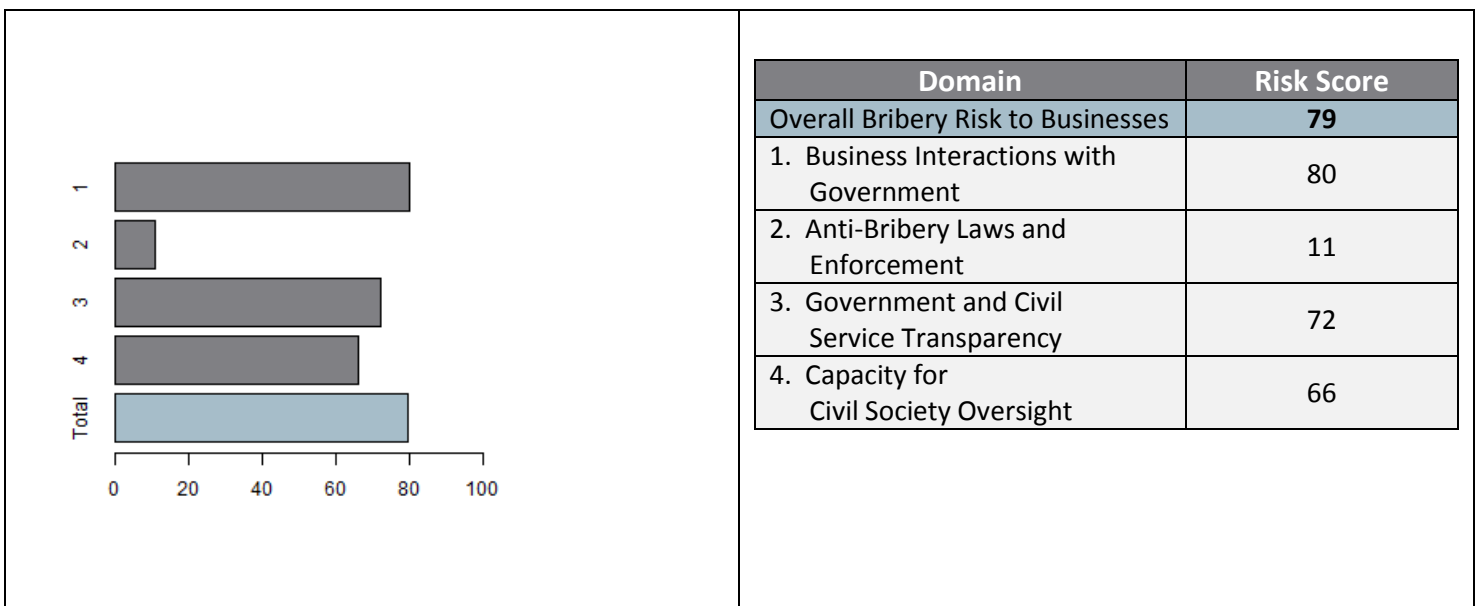 1
2
3
4
Total
0 20 40 60 80 100
Domain Risk Score
Overall Bribery Risk to Businesses 79
1. Business Interactions with
Government
80
2. Anti-Bribery Laws and
Enforcement
11
3. Government and Civil
Service Transparency
72
4. Capacity for
Civil Society Oversight
66